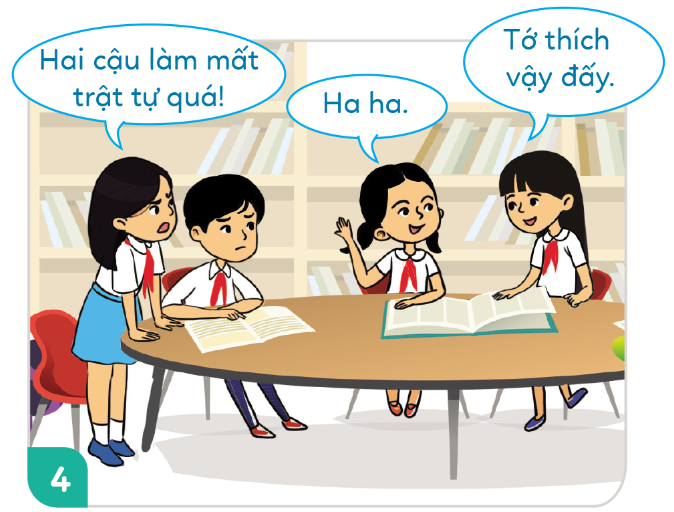 Hai cậu làm mất
trật tự quá!
Ha ha.
Tớ thích
vậy đấy.
4